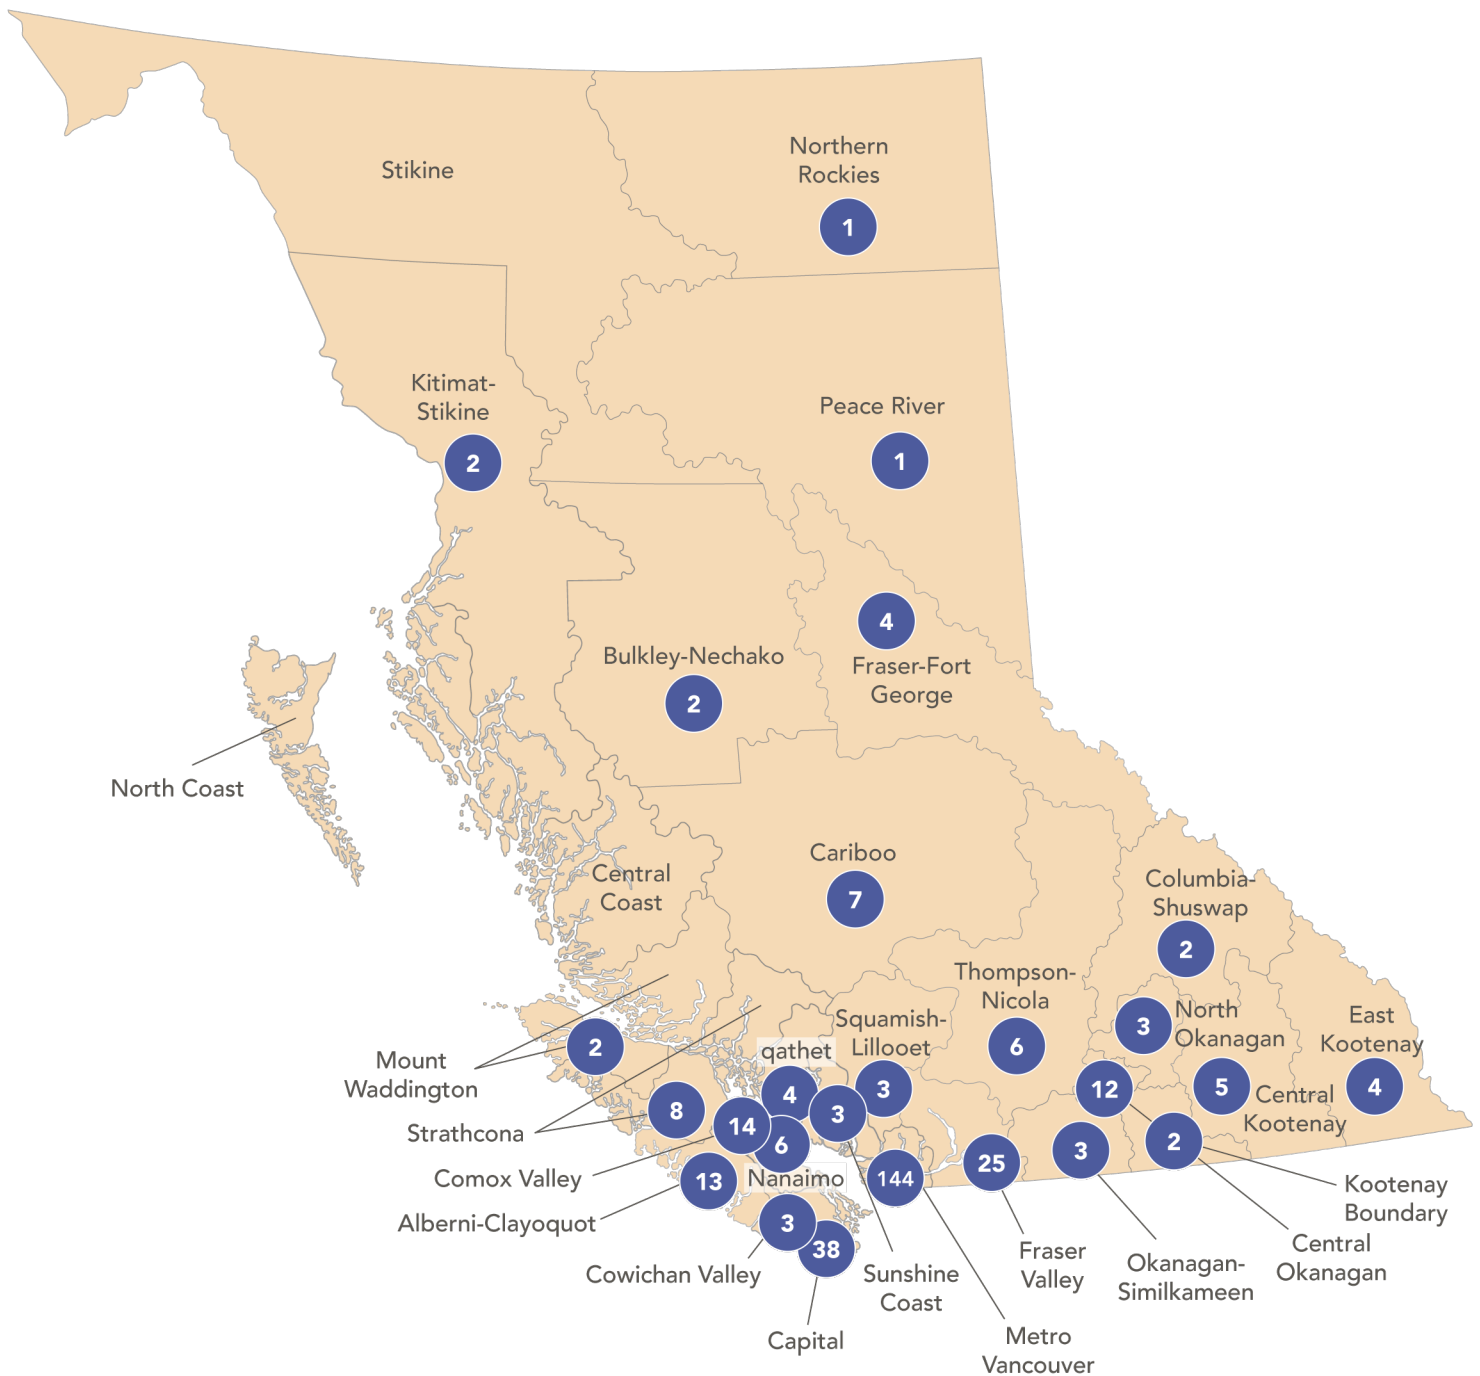 Northern
Rockies
1
Stikine
Kitimat-
Stikine
2
Peace River
1
4
Fraser-Fort
George
Bulkley-Nechako
2
North Coast
Cariboo
7
Central
Coast
Columbia-
Shuswap
2
Thompson-
Nicola
6
North
Okanagan
3
East
Kootenay
4
Squamish-
Lillooet
3
qathet
4
Mount
Waddington
2
Strathcona
8
Comox Valley
14
6
Nanaimo
3
12
5
Central
Kootenay
Alberni-Clayoquot
13
144
25
3
2
Kootenay
Boundary
3
38
Cowichan Valley
Capital
Sunshine
Coast
Metro
Vancouver
Fraser
Valley
Okanagan-
Similkameen
Central
Okanagan